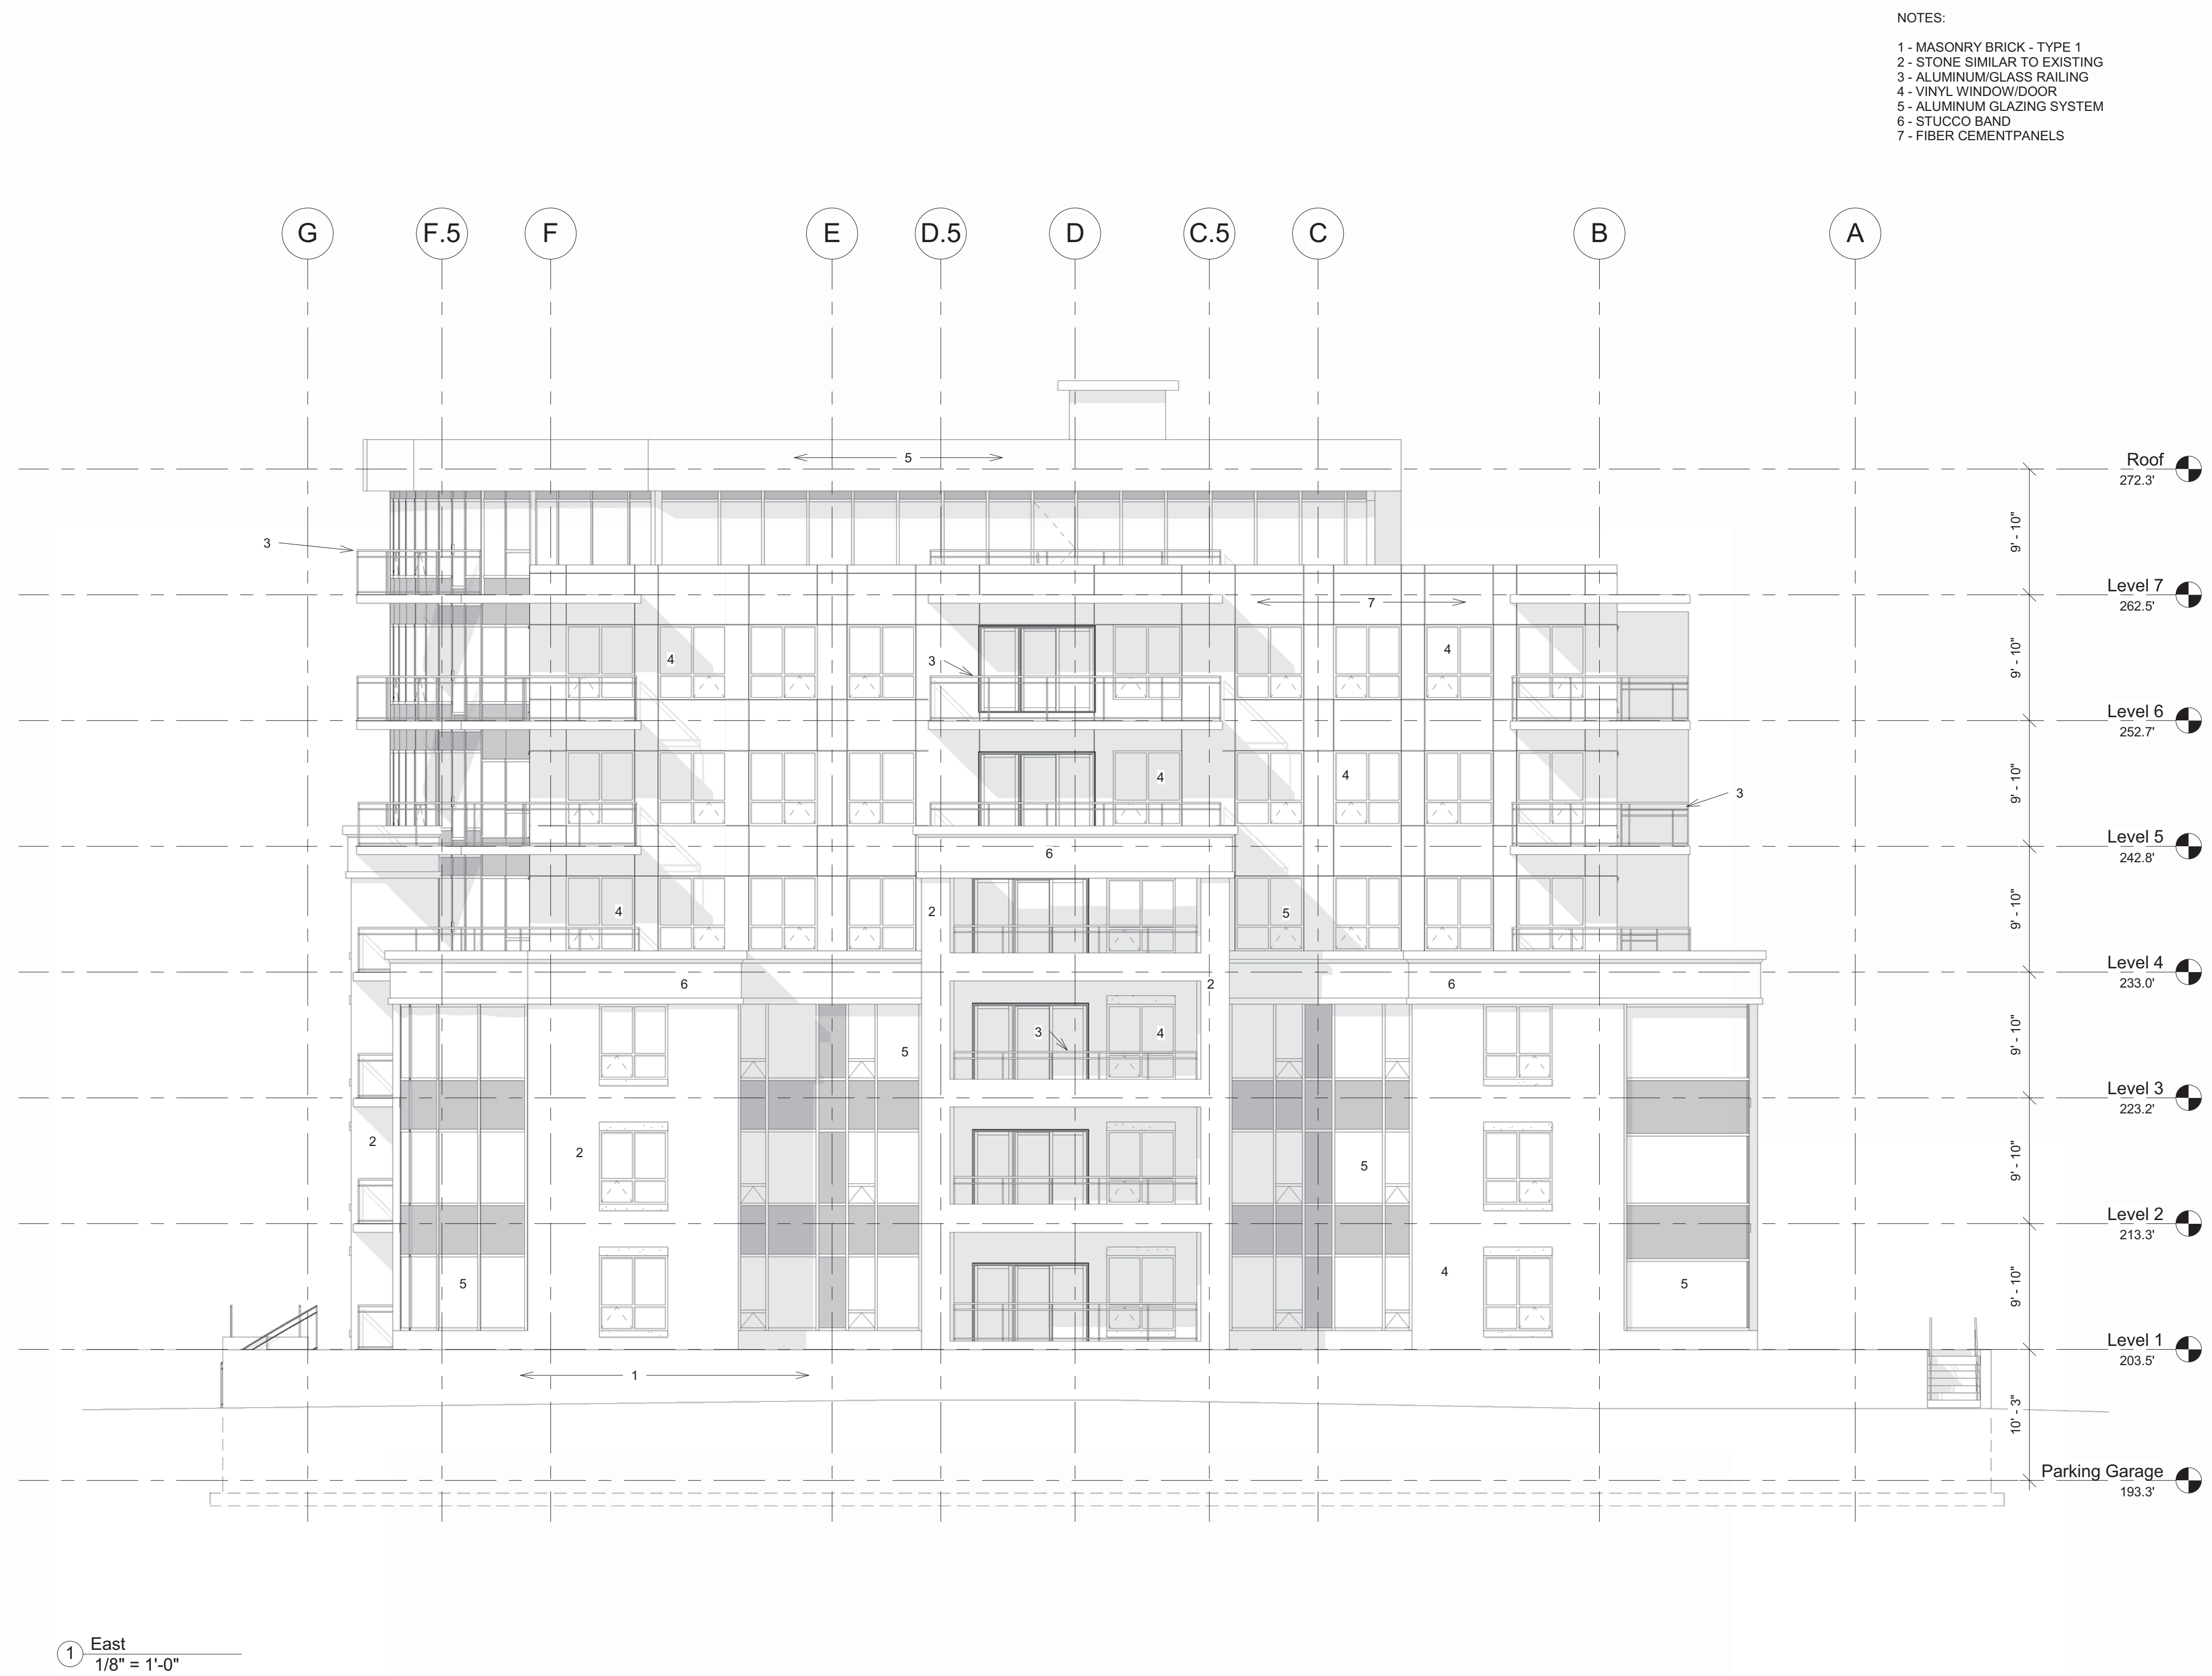 NOTES:
1 - MASONRY BRICK - TYPE 1
2 - STONE SIMILAR TO EXISTING
3 - ALUMINUM/GLASS RAILING
4 - VINYL WINDOW/DOOR
5 - ALUMINUM GLAZING SYSTEM
6 - STUCCO BAND
7 - FIBER CEMENTPANELS
G F.5 F E D.5 D C.5 C B A
5
Roof
272.3'
9' - 10"
3
Level 7
262.5'
7
4
3
4
9' - 10"
Level 6
252.7'
4
4
3
9' - 10"
Level 5
242.8'
6
4
2
5
9' - 10"
Level 4
233.0'
6
2
6
5
3
4
9' - 10"
Level 3
223.2'
2
2
5
9' - 10"
Level 2
213.3'
5
4
5
9' - 10"
Level 1
203.5'
1
10' - 3"
Parking Garage
193.3'
1
East
1/8" = 1'-0"